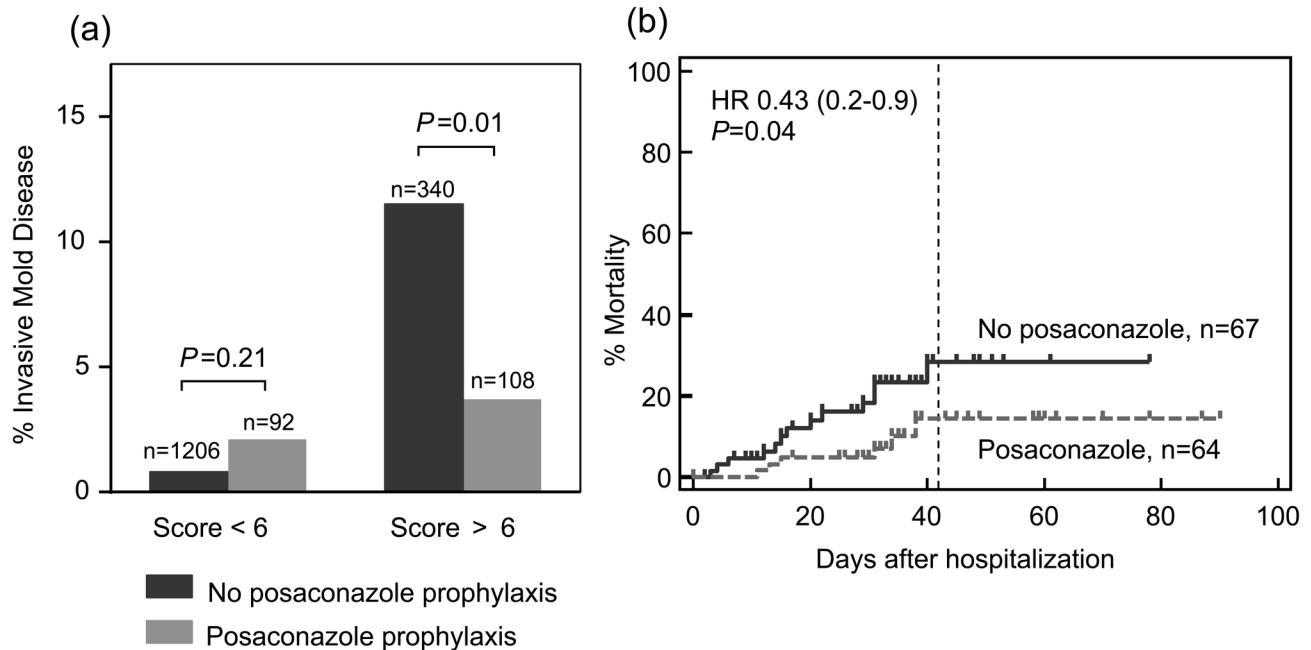 (a)
% Invasive Mold Disease
15
10
5
0
P=0.01
n=340
n=108
P=0.21
n=1206
n=92
Score < 6
Score > 6
No posaconazole prophylaxis
Posaconazole prophylaxis
(b)
% Mortality
100
80
60
40
20
0
HR 0.43 (0.2-0.9)
P=0.04
No posaconazole, n=67
Posaconazole, n=64
0 20 40 60 80 100
Days after hospitalization